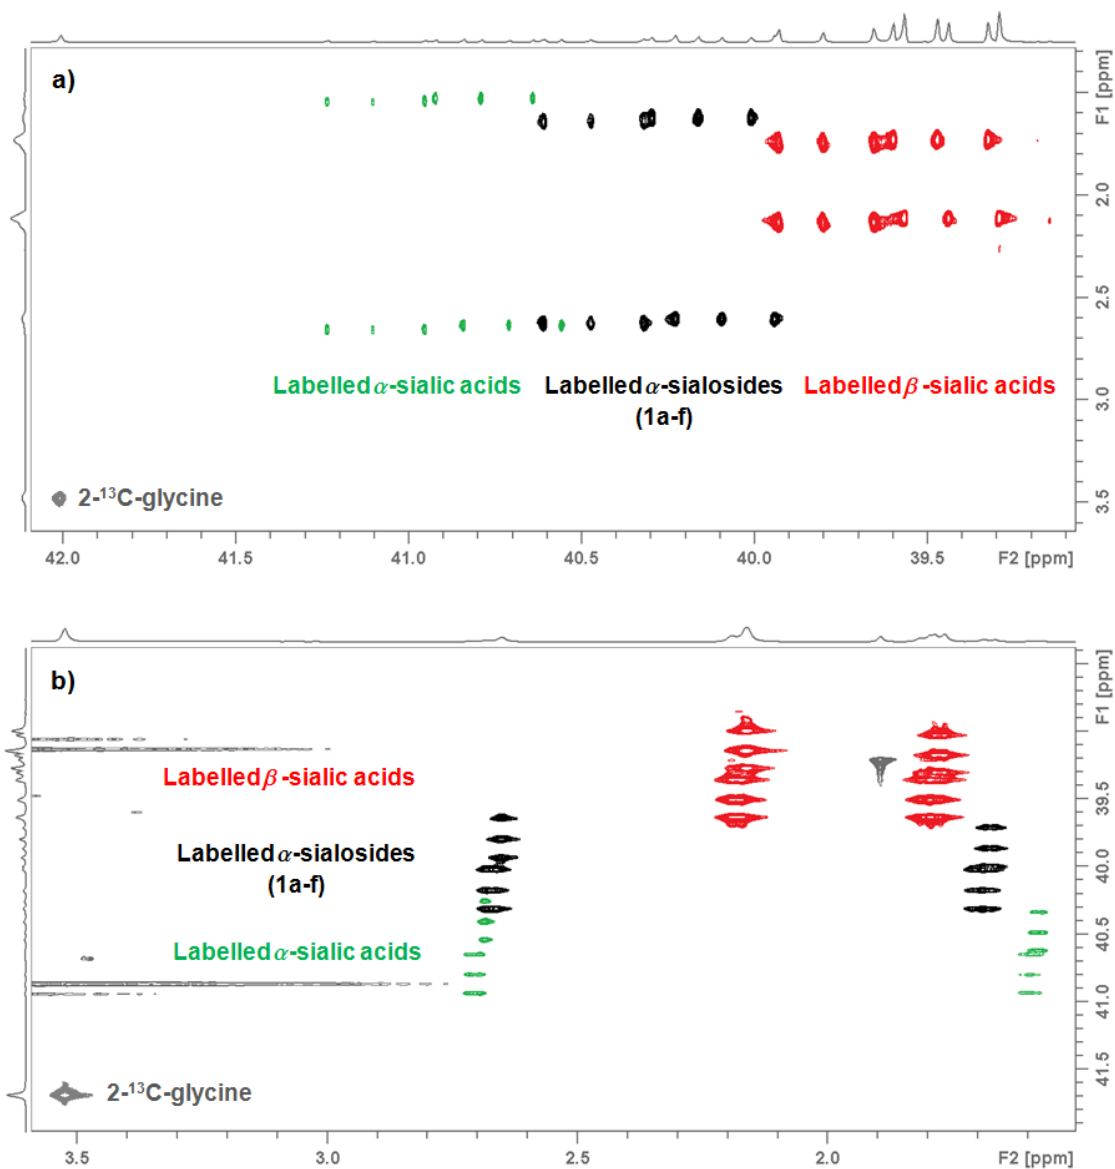 a)
F1 [ppm]
2.0
2.5
Labelled α-sialic acids
Labelled α-sialosides
(1a-f)
Labelled β -sialic acids
3.0
2-¹³C-glycine
3.5
42.0 41.5 41.0 40.5 40.0 39.5 F2 [ppm]
b)
F1 [ppm]
Labelled β -sialic acids
39.5
Labelled α-sialosides
(1a-f)
40.0
Labelled α-sialic acids
40.5
41.0
2-¹³C-glycine
41.5
3.5 3.0 2.5 2.0 F2 [ppm]